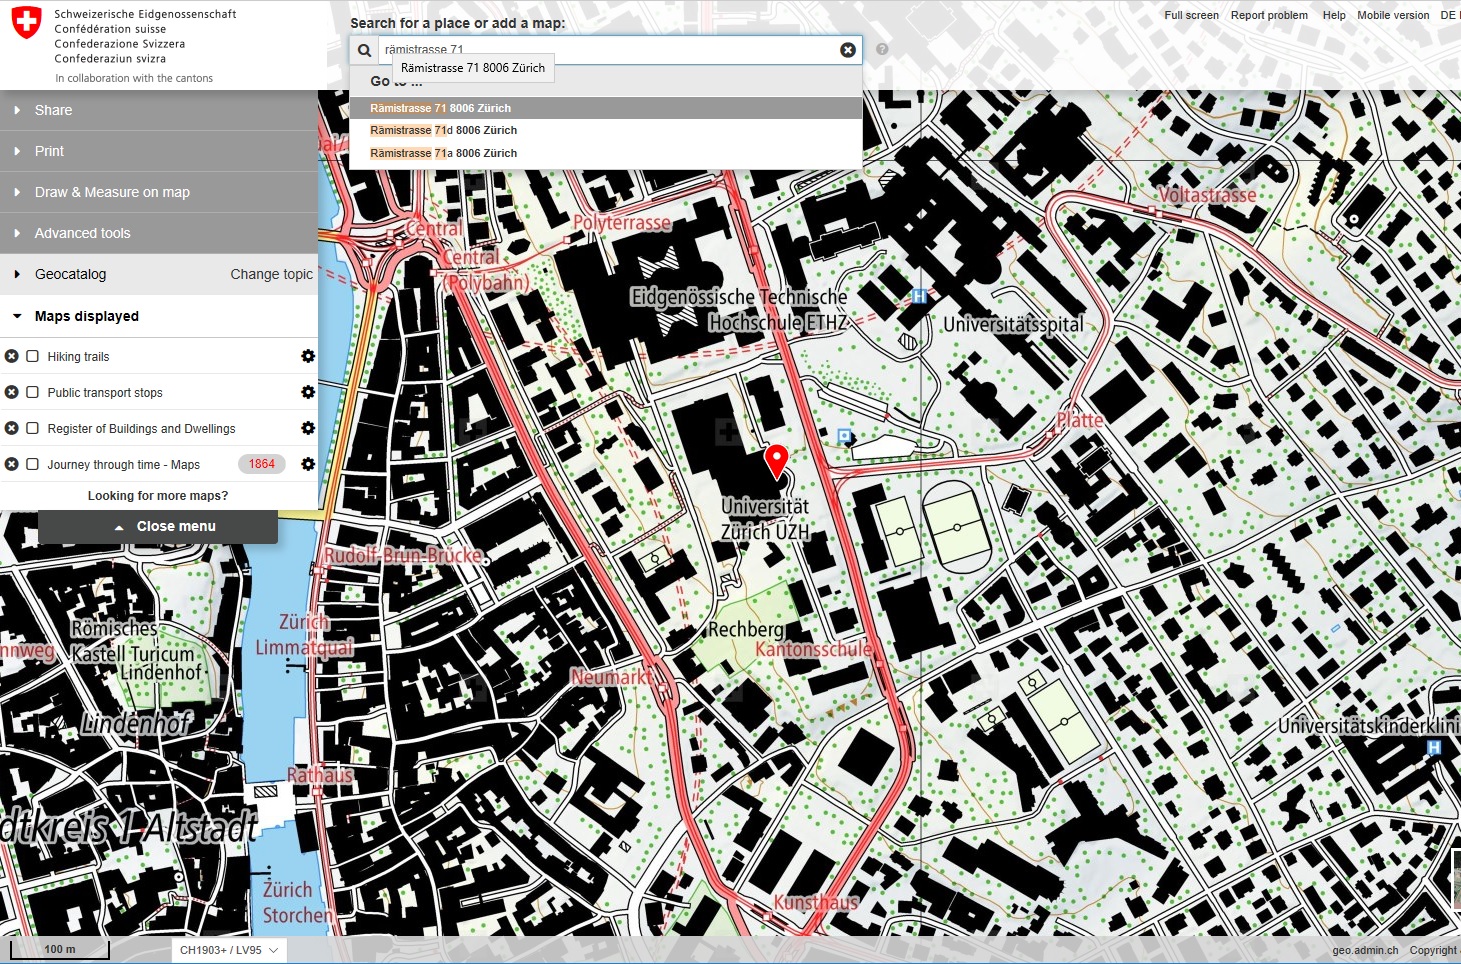 Schweizerische Eidgenossenschaft
Confédération suisse
Confederazione Svizzera
Confederaziun svizra
In collaboration with the cantons
Search for a place or add a map:
Full screen Report problem Help Mobile version DE
rämistrasse 71
Rämistrasse 71 8006 Zürich
Rämistrasse 71 8006 Zürich
Rämistrasse 71d 8006 Zürich
Rämistrasse 71a 8006 Zürich
Share
Print
Draw & Measure on map
Advanced tools
Geocatalog Change topic
Maps displayed
Hiking trails
Public transport stops
Register of Buildings and Dwellings
Journey through time - Maps 1864
Looking for more maps?
Close menu
Voltastrasse
Polyterrasse
Central
Central
(Polybahn)
Eidgenössische Technische
Hochschule ETHZ
H
Universitätsspital
Platte
Universität
Zürich UZH
Rudolf-Brun-Brücke
Zürich
Limmatquai
Römisches
Kastell Turicum
Lindenhof
nnweg
Lindenhof
Rechberg
Kantonsschule
Neumarkt
Universitätskinderklini
H
Rathaus
dtkreis 1 Altstadt
Zürich
Storchen
Kunsthaus
100 m
CH1903+ / LV95
geo.admin.ch Copyright